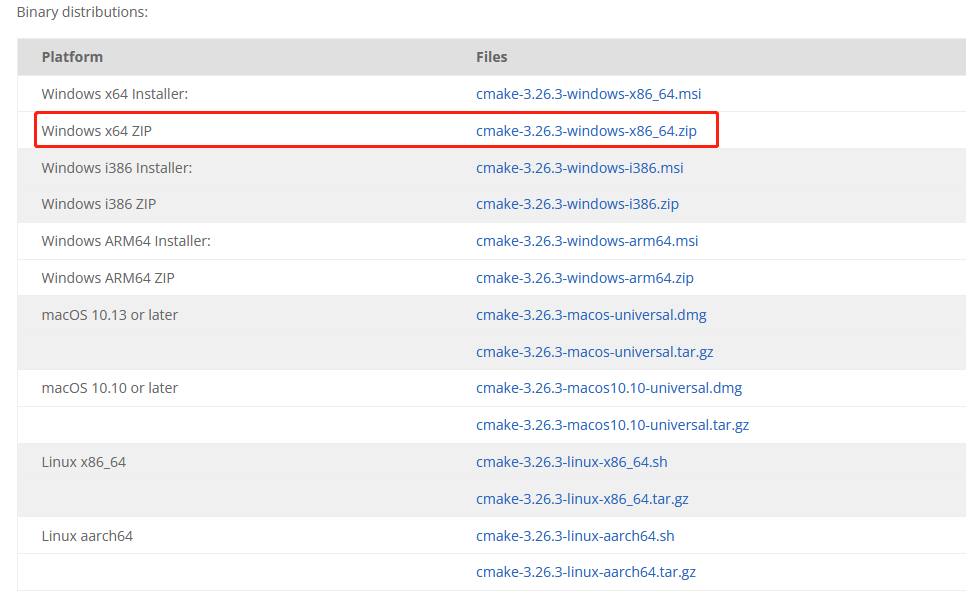 Binary distributions:
Platform Files
Windows x64 Installer: cmake-3.26.3-windows-x86_64.msi
Windows x64 ZIP cmake-3.26.3-windows-x86_64.zip
Windows i386 Installer: cmake-3.26.3-windows-i386.msi
Windows i386 ZIP cmake-3.26.3-windows-i386.zip
Windows ARM64 Installer: cmake-3.26.3-windows-arm64.msi
Windows ARM64 ZIP cmake-3.26.3-windows-arm64.zip
macOS 10.13 or later cmake-3.26.3-macos-universal.dmg
cmake-3.26.3-macos-universal.tar.gz
macOS 10.10 or later cmake-3.26.3-macos10.10-universal.dmg
cmake-3.26.3-macos10.10-universal.tar.gz
Linux x86_64 cmake-3.26.3-linux-x86_64.sh
cmake-3.26.3-linux-x86_64.tar.gz
Linux aarch64 cmake-3.26.3-linux-aarch64.sh
cmake-3.26.3-linux-aarch64.tar.gz